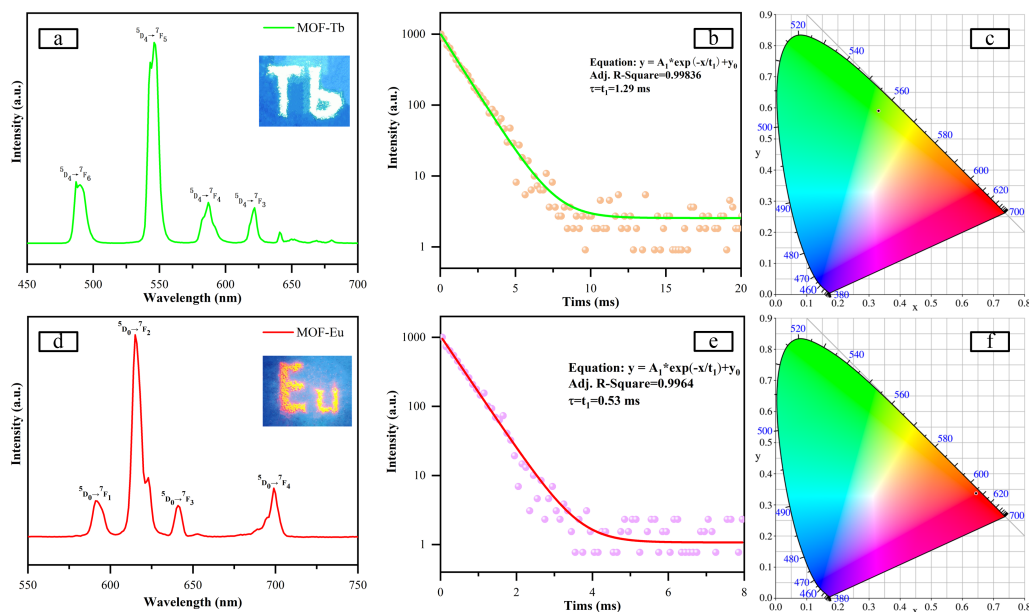 a
MOF-Tb
⁵D₄→⁷F₅
⁵D₄→⁷F₆
⁵D₄→⁷F₄
⁵D₄→⁷F₃
Tb
Intensity (a.u.)
450 500 550 600 650 700
Wavelength (nm)
b
Equation: y = A₁*exp(-x/t₁)+y₀
Adj. R-Square=0.99836
τ=t₁=1.29 ms
Intensity (a.u.)
1000
100
10
1
0 5 10 15 20
Tims (ms)
c
0.9
0.8
0.7
0.6
0.5
y
0.4
0.3
0.2
0.1
0.0
0.0 0.1 0.2 0.3 0.4 0.5 0.6 0.7 0.8
x
520
540
560
500
580
600
620
700
490
480
470
460
380
d
MOF-Eu
⁵D₀→⁷F₂
⁵D₀→⁷F₁
⁵D₀→⁷F₃
⁵D₀→⁷F₄
Eu
Intensity (a.u.)
550 600 650 700 750
Wavelength (nm)
e
Equation: y = A₁*exp(-x/t₁)+y₀
Adj. R-Square=0.9964
τ=t₁=0.53 ms
Intensity (a.u.)
1000
100
10
1
0 2 4 6 8
Tims (ms)
f
0.9
0.8
0.7
0.6
0.5
y
0.4
0.3
0.2
0.1
0.0
0.0 0.1 0.2 0.3 0.4 0.5 0.6 0.7 0.8
x
520
540
560
500
580
600
620
700
490
480
470
460
380